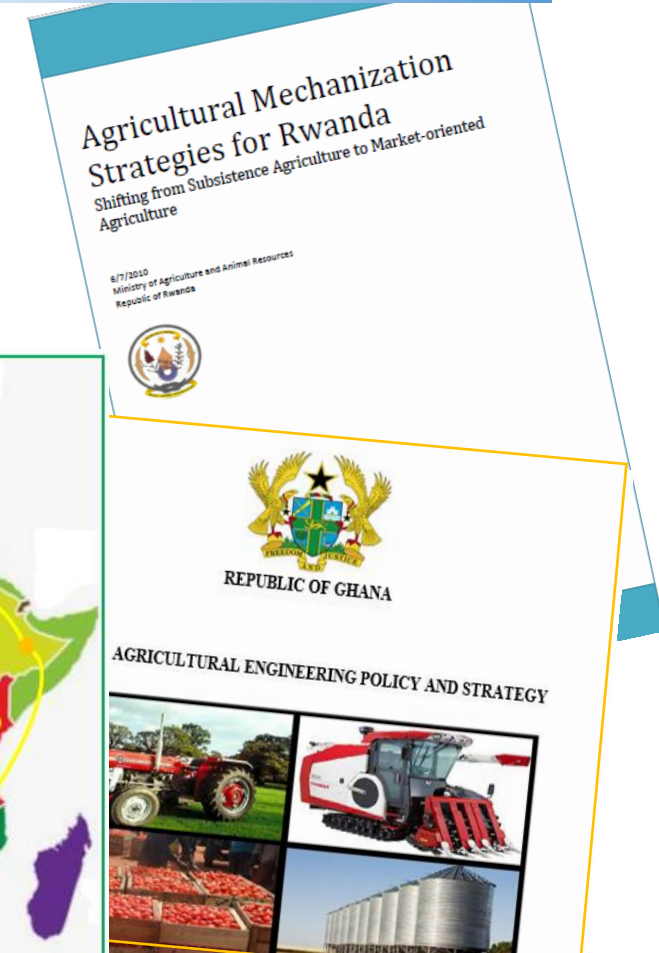 Agricultural Mechanization
Strategies for Rwanda
Shifting from Subsistence Agriculture to Market-oriented
Agriculture
6/7/2010
Ministry of Agriculture and Animal Resources
Republic of Rwanda
FREEDOM AND JUSTICE
REPUBLIC OF GHANA
AGRICULTURAL ENGINEERING POLICY AND STRATEGY